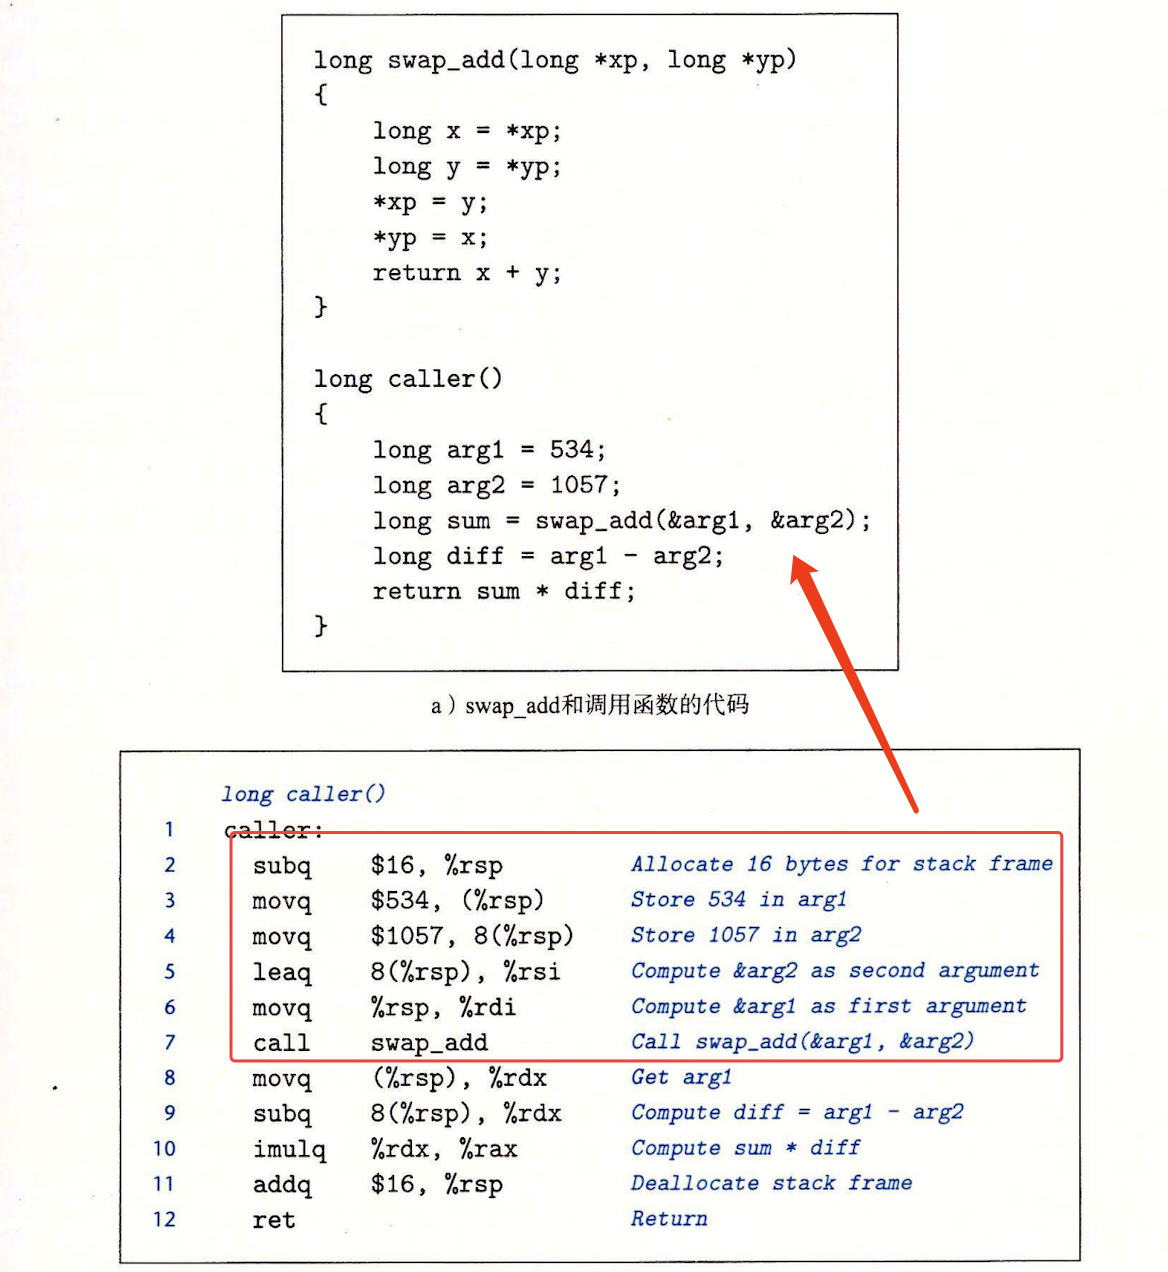 long swap_add(long *xp, long *yp)
{
    long x = *xp;
    long y = *yp;
    *xp = y;
    *yp = x;
    return x + y;
}
long caller()
{
    long arg1 = 534;
    long arg2 = 1057;
    long sum = swap_add(&arg1, &arg2);
    long diff = arg1 - arg2;
    return sum * diff;
}
a）swap_add和调用函数的代码
long caller()
1 caller:
2 subq $16, %rsp Allocate 16 bytes for stack frame
3 movq $534, (%rsp) Store 534 in arg1
4 movq $1057, 8(%rsp) Store 1057 in arg2
5 leaq 8(%rsp), %rsi Compute &arg2 as second argument
6 movq %rsp, %rdi Compute &arg1 as first argument
7 call swap_add Call swap_add(&arg1, &arg2)
8 movq (%rsp), %rdx Get arg1
9 subq 8(%rsp), %rdx Compute diff = arg1 - arg2
10 imulq %rdx, %rax Compute sum * diff
11 addq $16, %rsp Deallocate stack frame
12 ret Return